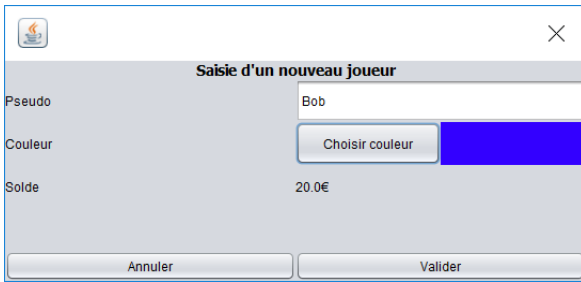 Saisie d'un nouveau joueur
Pseudo Bob
Couleur Choisir couleur
Solde 20.0€
Annuler Valider